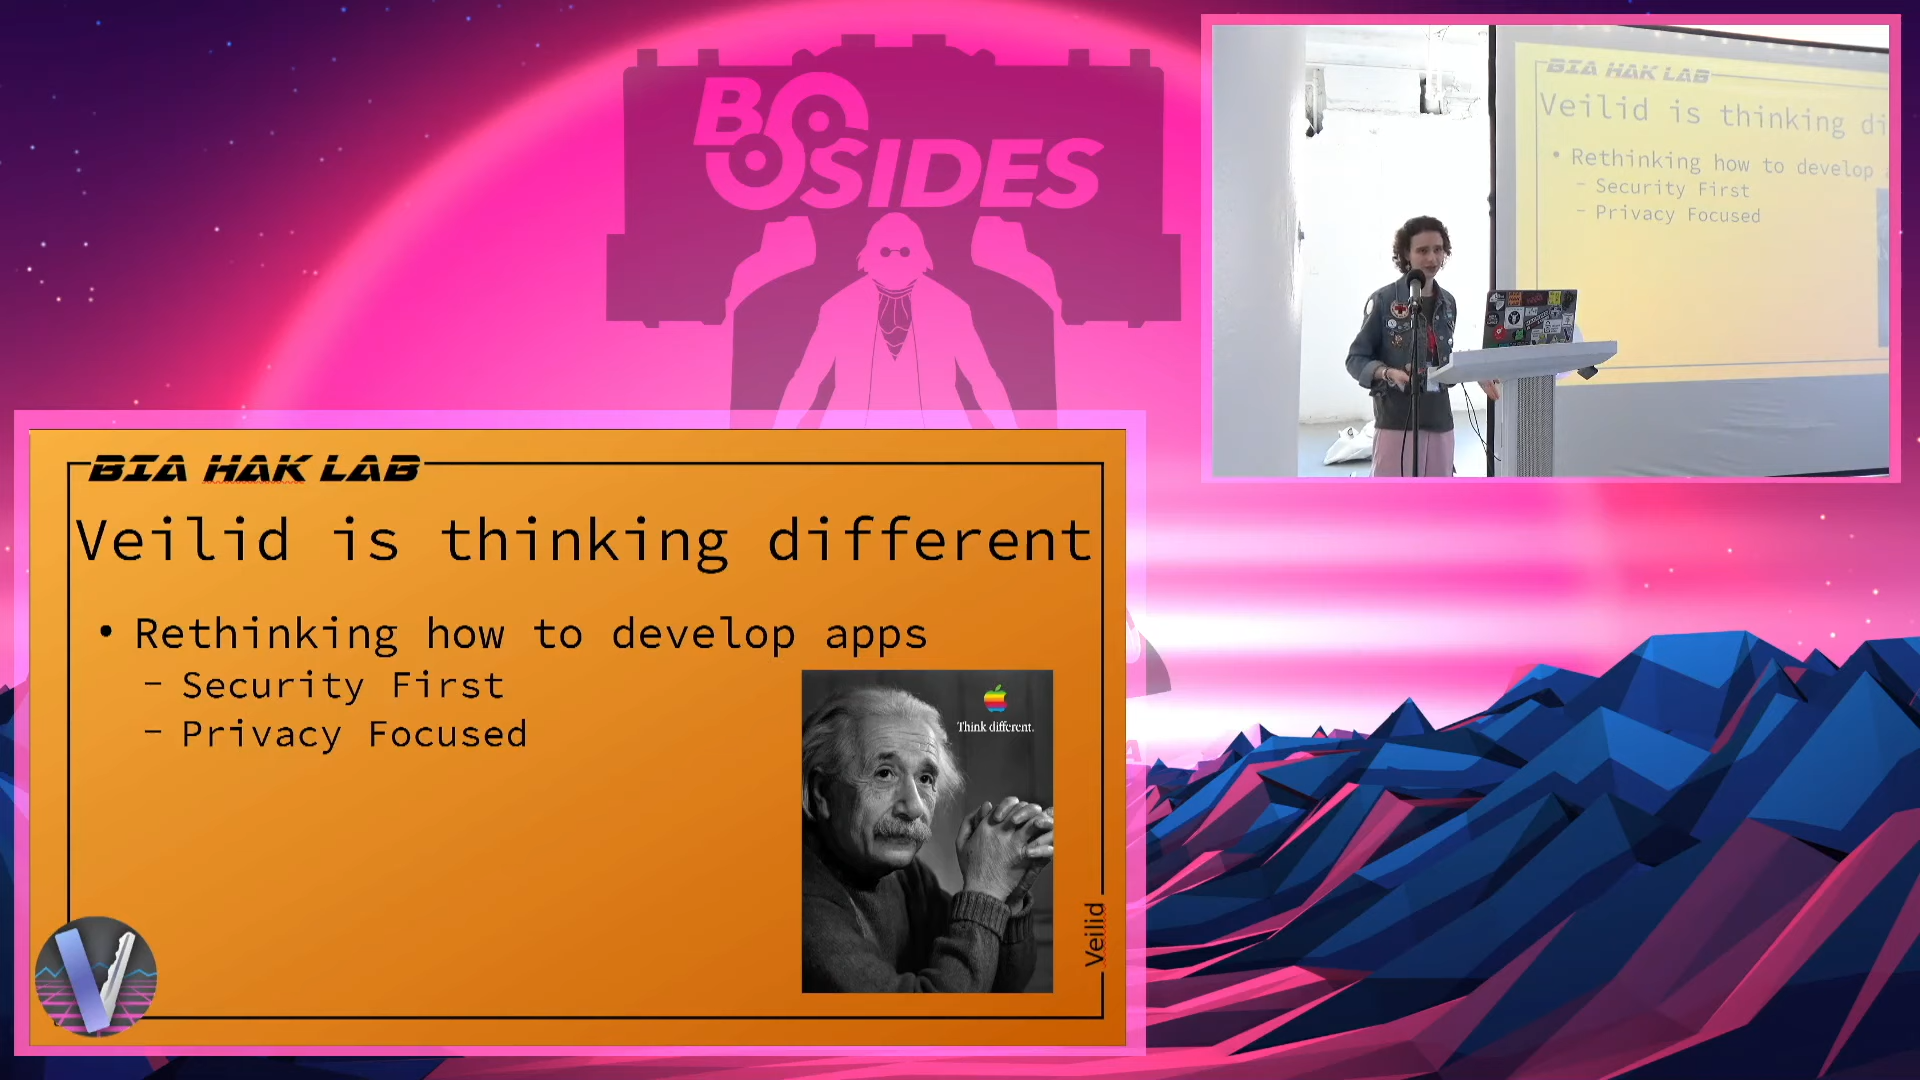 BSIDES
BIA HAK LAB
Veilid is thinking di
• Rethinking how to develop
– Security First
– Privacy Focused
BIA HAK LAB
Veilid is thinking different
• Rethinking how to develop apps
– Security First
– Privacy Focused
Think different.
Veilid